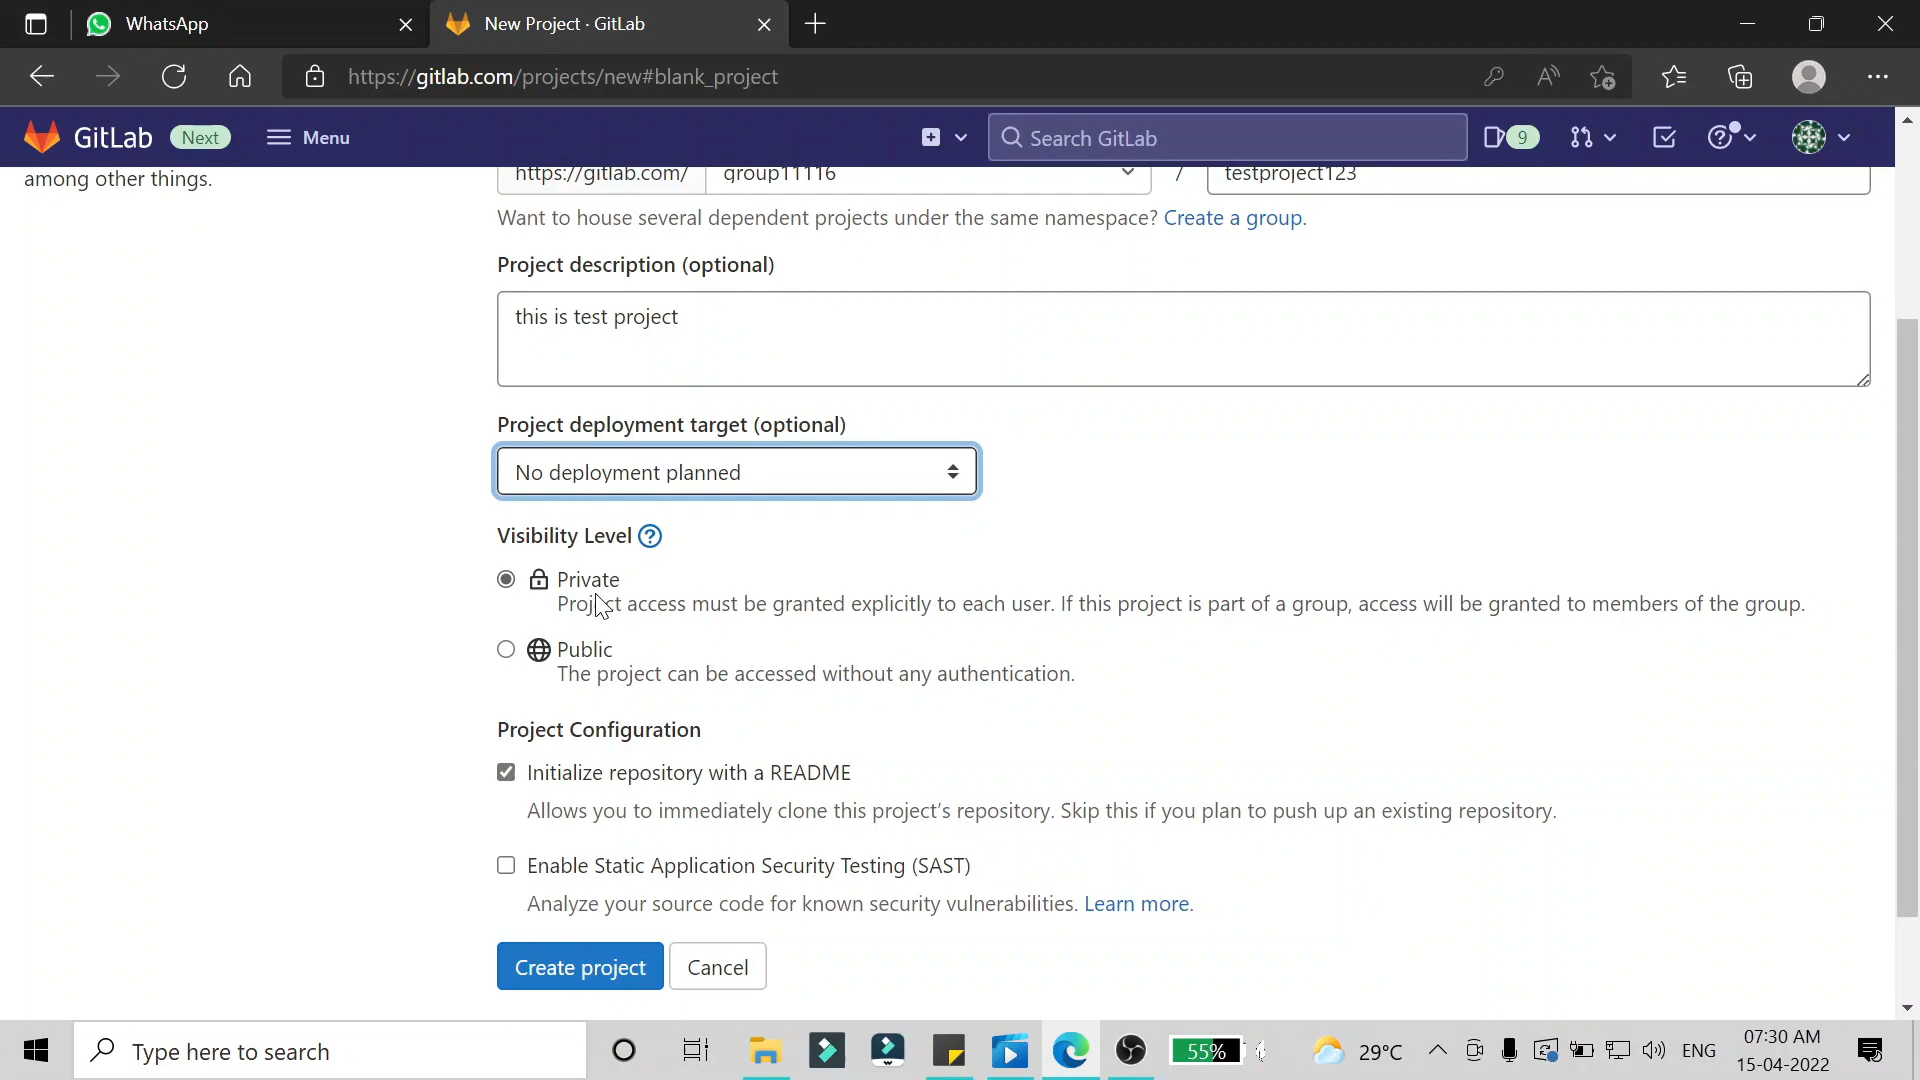 WhatsApp
New Project · GitLab
https://gitlab.com/projects/new#blank_project
GitLab Next Menu Search GitLab 9
among other things.
https://gitlab.com/ group11116 / testproject123
Want to house several dependent projects under the same namespace? Create a group.
Project description (optional)
this is test project
Project deployment target (optional)
No deployment planned
Visibility Level ?
Private
Project access must be granted explicitly to each user. If this project is part of a group, access will be granted to members of the group.
Public
The project can be accessed without any authentication.
Project Configuration
Initialize repository with a README
Allows you to immediately clone this project's repository. Skip this if you plan to push up an existing repository.
Enable Static Application Security Testing (SAST)
Analyze your source code for known security vulnerabilities. Learn more.
Create project Cancel
Type here to search
55%
29°C
ENG
07:30 AM
15-04-2022